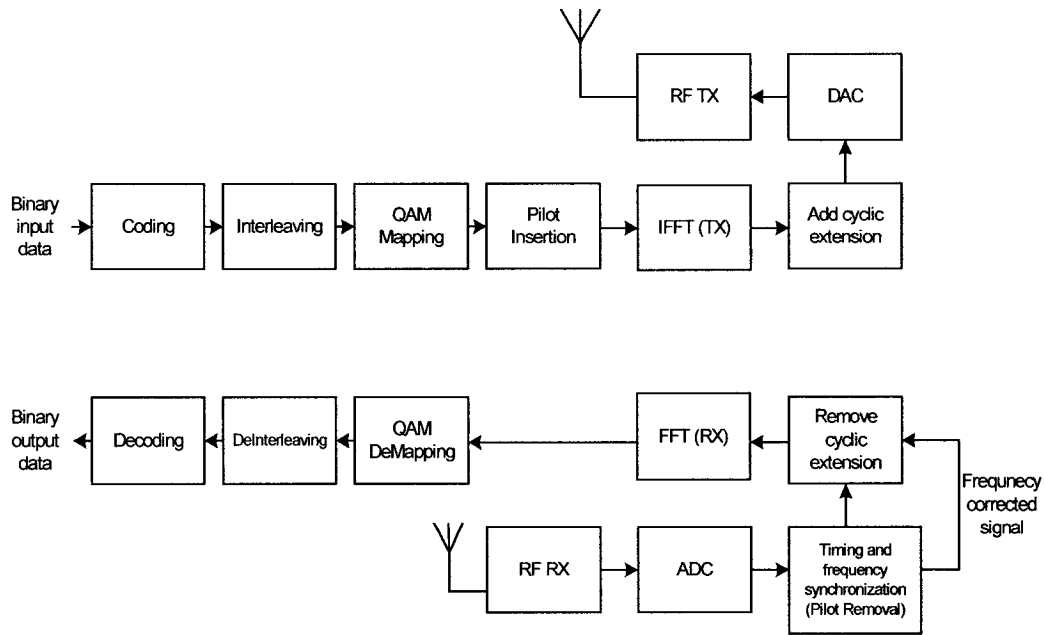 RF TX
DAC
Binary
input
data
Coding
Interleaving
QAM
Mapping
Pilot
Insertion
IFFT (TX)
Add cyclic
extension
Binary
output
data
Decoding
DeInterleaving
QAM
DeMapping
FFT (RX)
Remove
cyclic
extension
Frequnecy
corrected
signal
RF RX
ADC
Timing and
frequency
synchronization
(Pilot Removal)